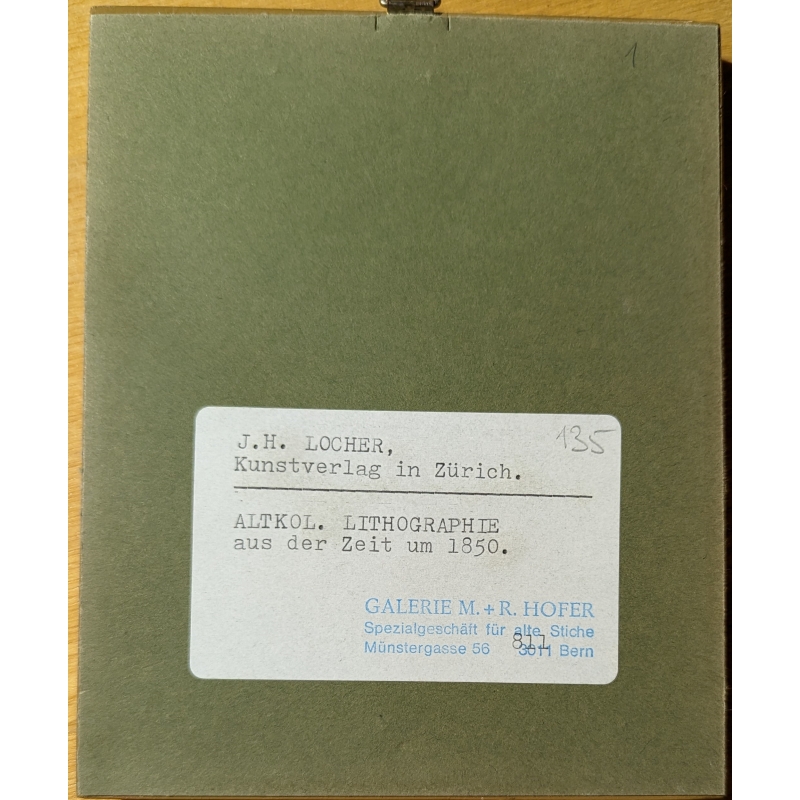 1
J.H. LOCHER,
135
Kunstverlag in Zürich.
ALTKOL. LITHOGRAPHIE
aus der Zeit um 1850.
GALERIE M. + R. HOFER
Spezialgeschäft für alte Stiche
811
Münstergasse 56 3011 Bern